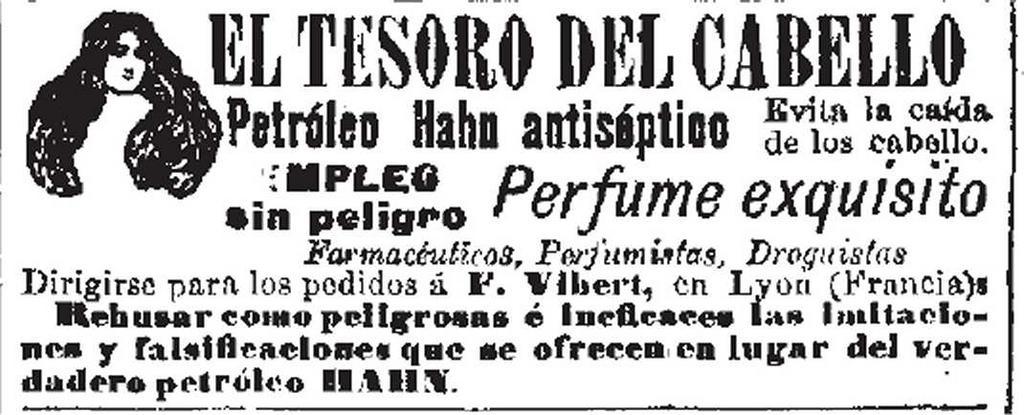 EL TESORO DEL CABELLO
Petróleo Hahn antiséptico
Evita la caída
de los cabello.
EMPLEO
sin peligro
Perfume exquisito
Farmacéuticos, Perfumistas, Droguistas
Dirigirse para los pedidos á F. Vibert, en Lyon (Francia)s
Rehusar como peligrosas é ineficaces las imitacio-
nes y falsificaciones que se ofrecen en lugar del ver-
dadero petróleo HAHN.